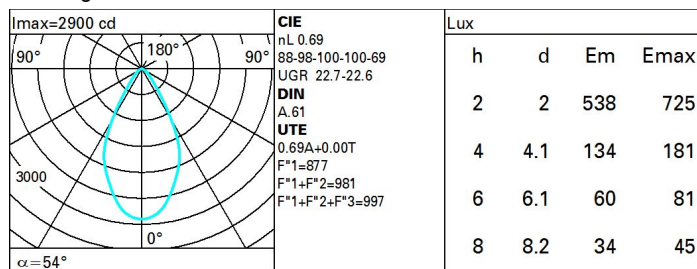 Imax=2900 cd
90° 180° 90°
3000
0°
α=54°
CIE
nL 0.69
88-98-100-100-69
UGR 22.7-22.6
DIN
A.61
UTE
0.69A+0.00T
F"1=877
F"1+F"2=981
F"1+F"2+F"3=997
Lux
h d Em Emax
2 2 538 725
4 4.1 134 181
6 6.1 60 81
8 8.2 34 45